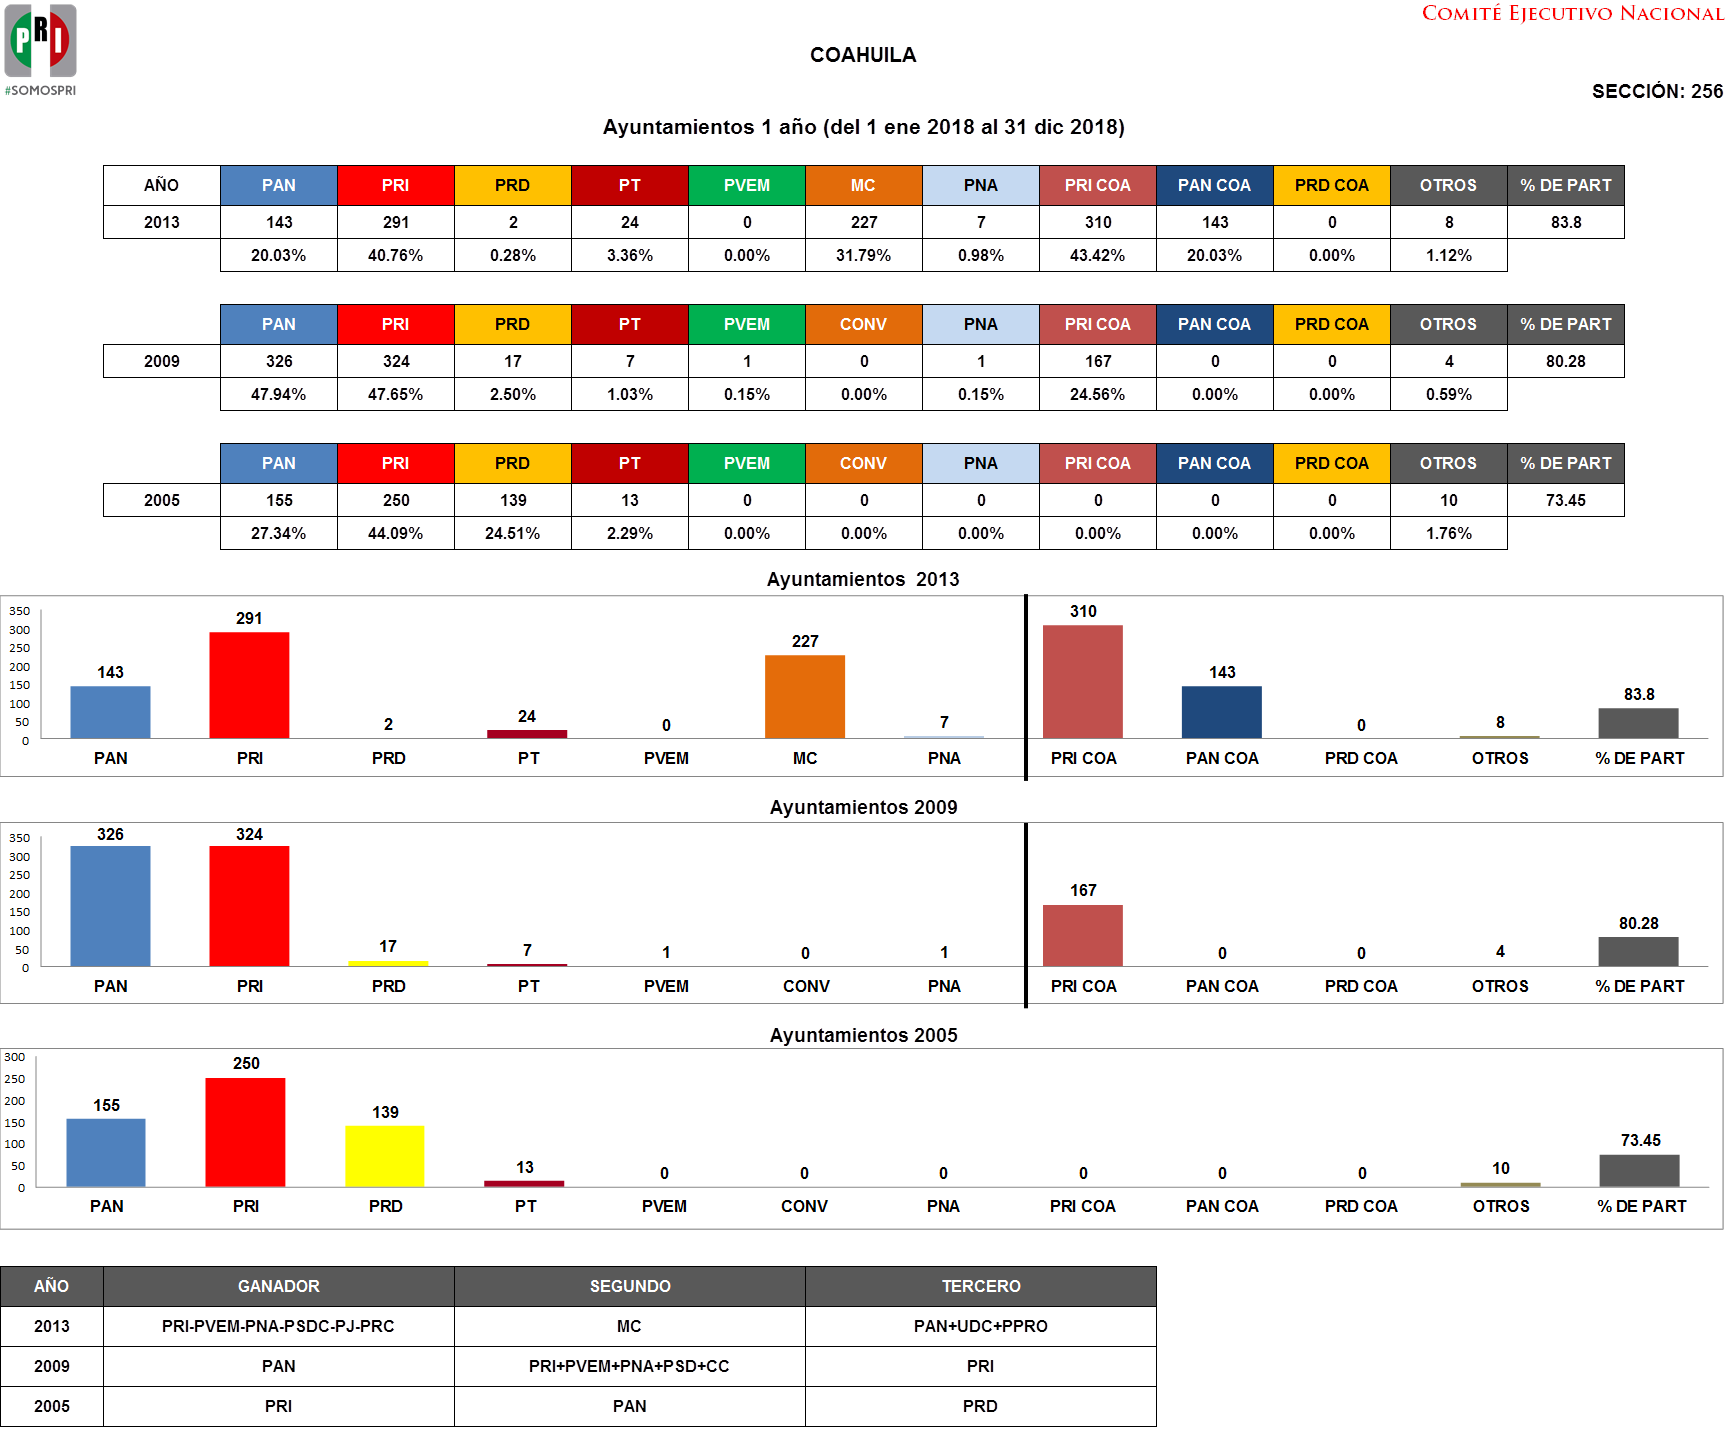 PRI
#SOMOSPRI
COMITÉ EJECUTIVO NACIONAL
COAHUILA
SECCIÓN: 256
Ayuntamientos 1 año (del 1 ene 2018 al 31 dic 2018)
AÑO PAN PRI PRD PT PVEM MC PNA PRI COA PAN COA PRD COA OTROS % DE PART
2013 143 291 2 24 0 227 7 310 143 0 8 83.8
20.03% 40.76% 0.28% 3.36% 0.00% 31.79% 0.98% 43.42% 20.03% 0.00% 1.12%
PAN PRI PRD PT PVEM CONV PNA PRI COA PAN COA PRD COA OTROS % DE PART
2009 326 324 17 7 1 0 1 167 0 0 4 80.28
47.94% 47.65% 2.50% 1.03% 0.15% 0.00% 0.15% 24.56% 0.00% 0.00% 0.59%
PAN PRI PRD PT PVEM CONV PNA PRI COA PAN COA PRD COA OTROS % DE PART
2005 155 250 139 13 0 0 0 0 0 0 10 73.45
27.34% 44.09% 24.51% 2.29% 0.00% 0.00% 0.00% 0.00% 0.00% 0.00% 1.76%
Ayuntamientos 2013
350
300
250
200
150
100
50
0
143 291 2 24 0 227 7 310 143 0 8 83.8
PAN PRI PRD PT PVEM MC PNA PRI COA PAN COA PRD COA OTROS % DE PART
Ayuntamientos 2009
350
300
250
200
150
100
50
0
326 324 17 7 1 0 1 167 0 0 4 80.28
PAN PRI PRD PT PVEM CONV PNA PRI COA PAN COA PRD COA OTROS % DE PART
Ayuntamientos 2005
300
250
200
150
100
50
0
155 250 139 13 0 0 0 0 0 0 10 73.45
PAN PRI PRD PT PVEM CONV PNA PRI COA PAN COA PRD COA OTROS % DE PART
AÑO GANADOR SEGUNDO TERCERO
2013 PRI-PVEM-PNA-PSDC-PJ-PRC MC PAN+UDC+PPRO
2009 PAN PRI+PVEM+PNA+PSD+CC PRI
2005 PRI PAN PRD